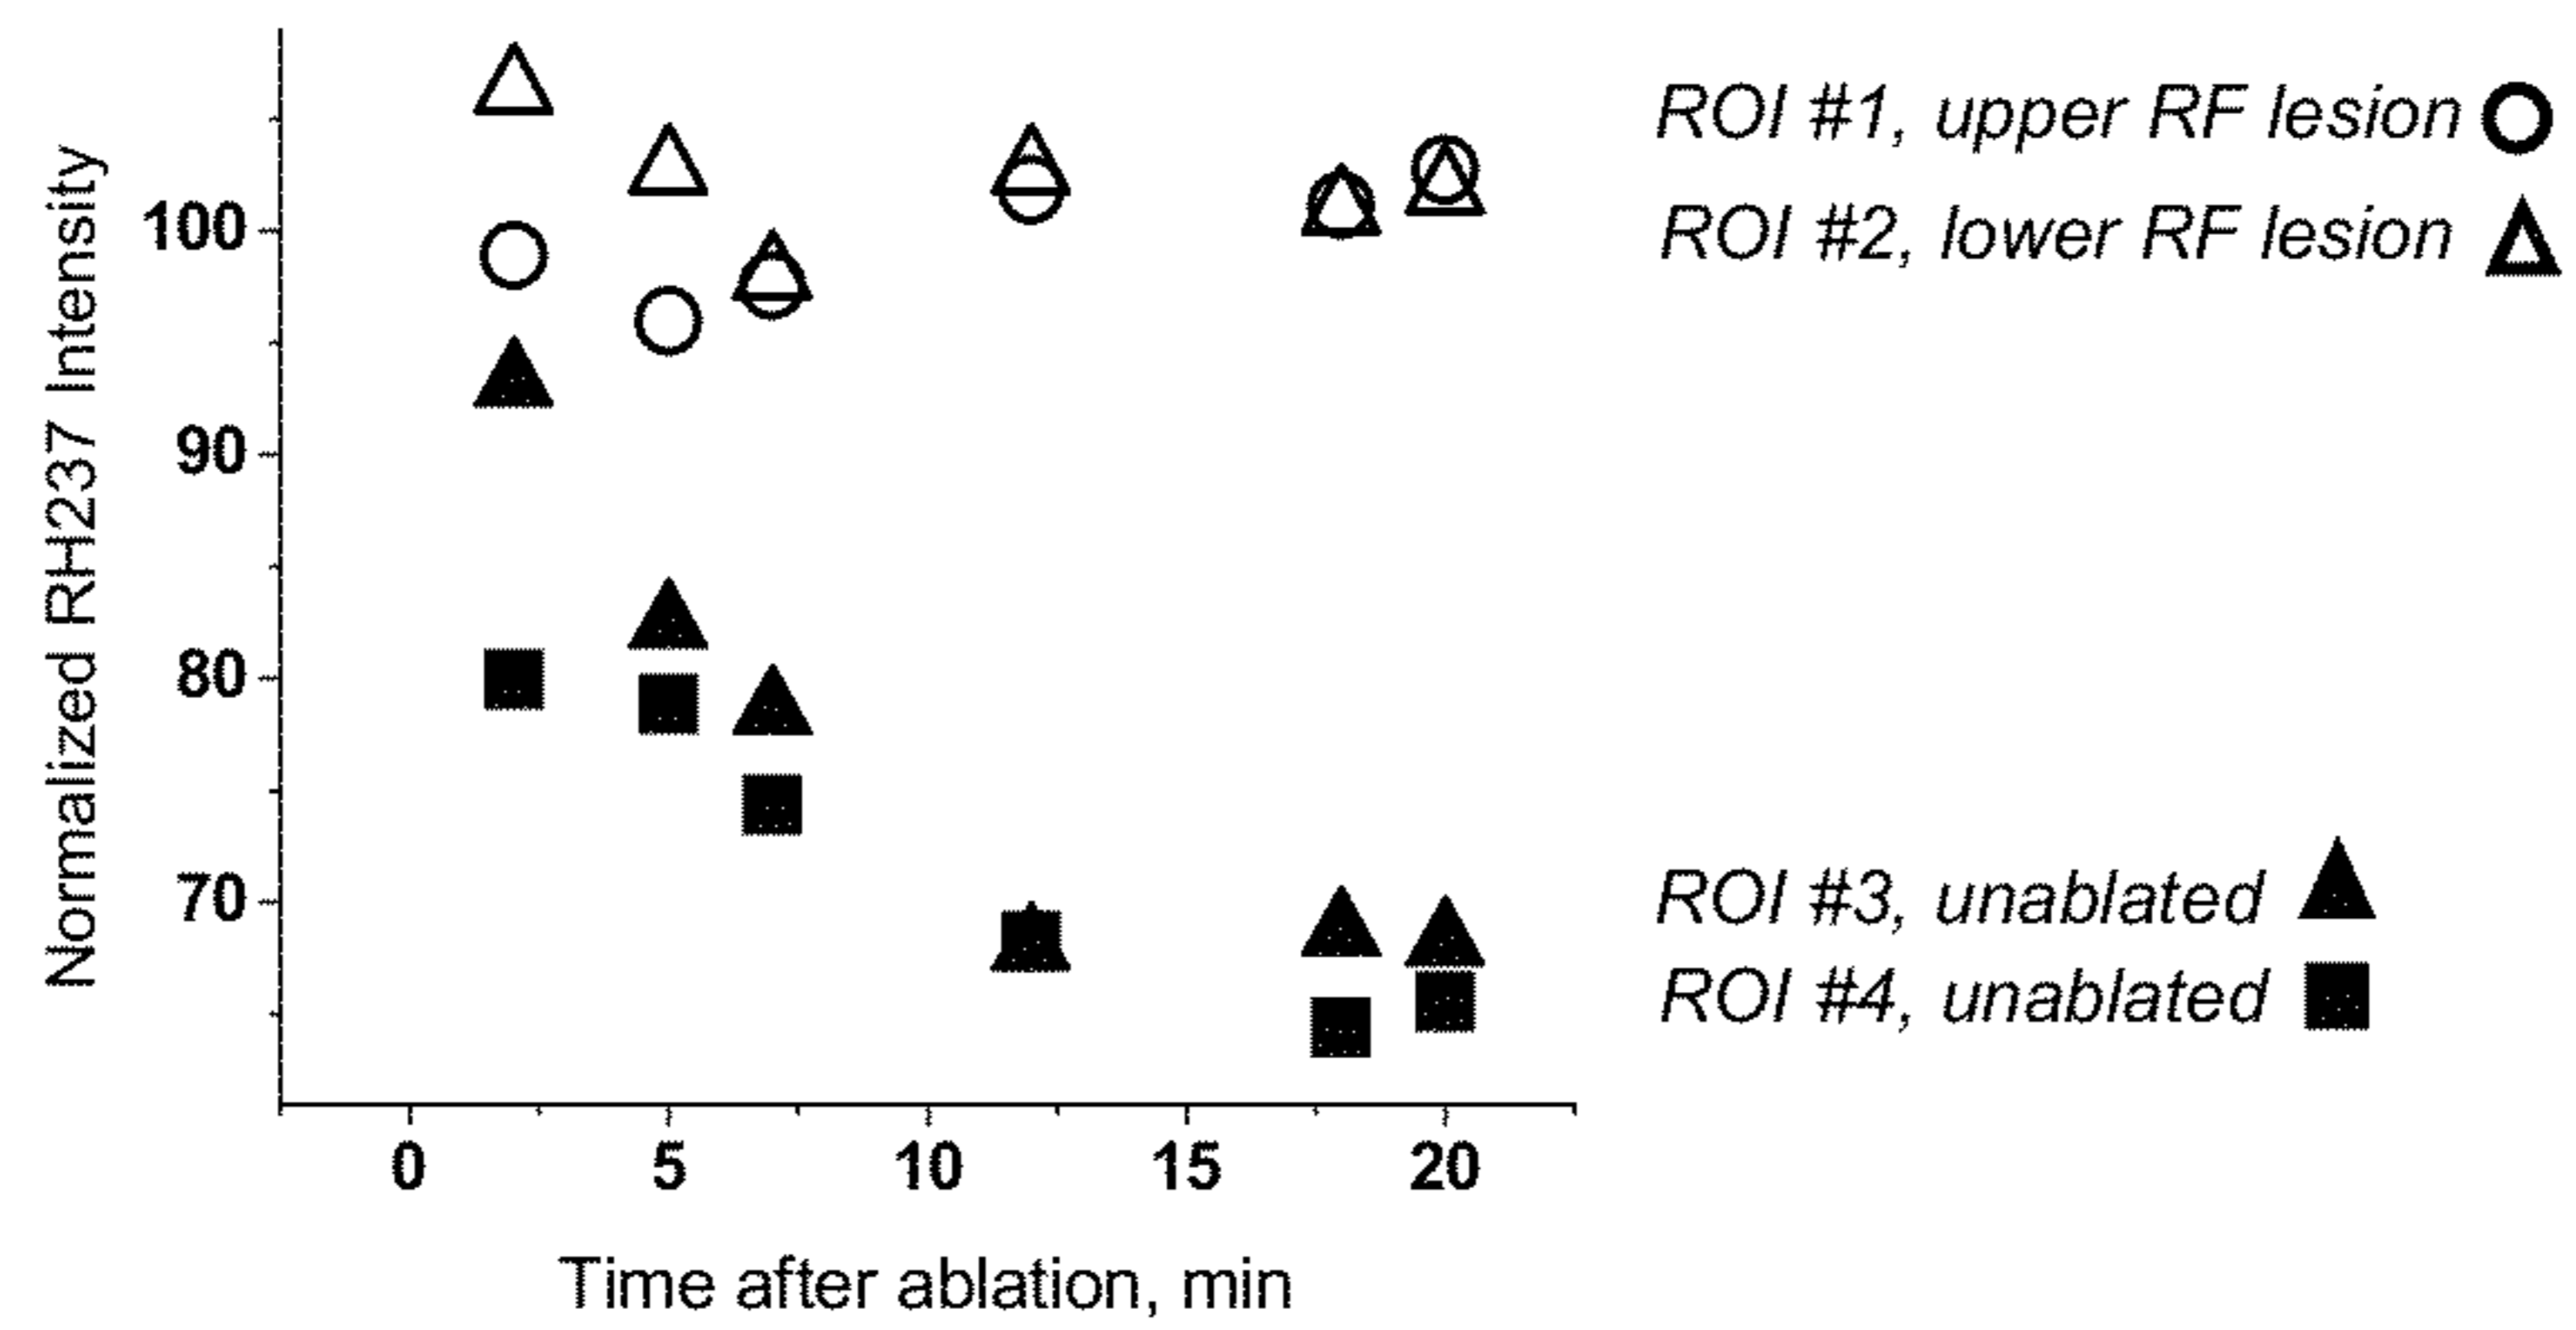 Normalized RH237 Intensity
100
90
80
70
0 5 10 15 20
Time after ablation, min
ROI #1, upper RF lesion
ROI #2, lower RF lesion
ROI #3, unablated
ROI #4, unablated